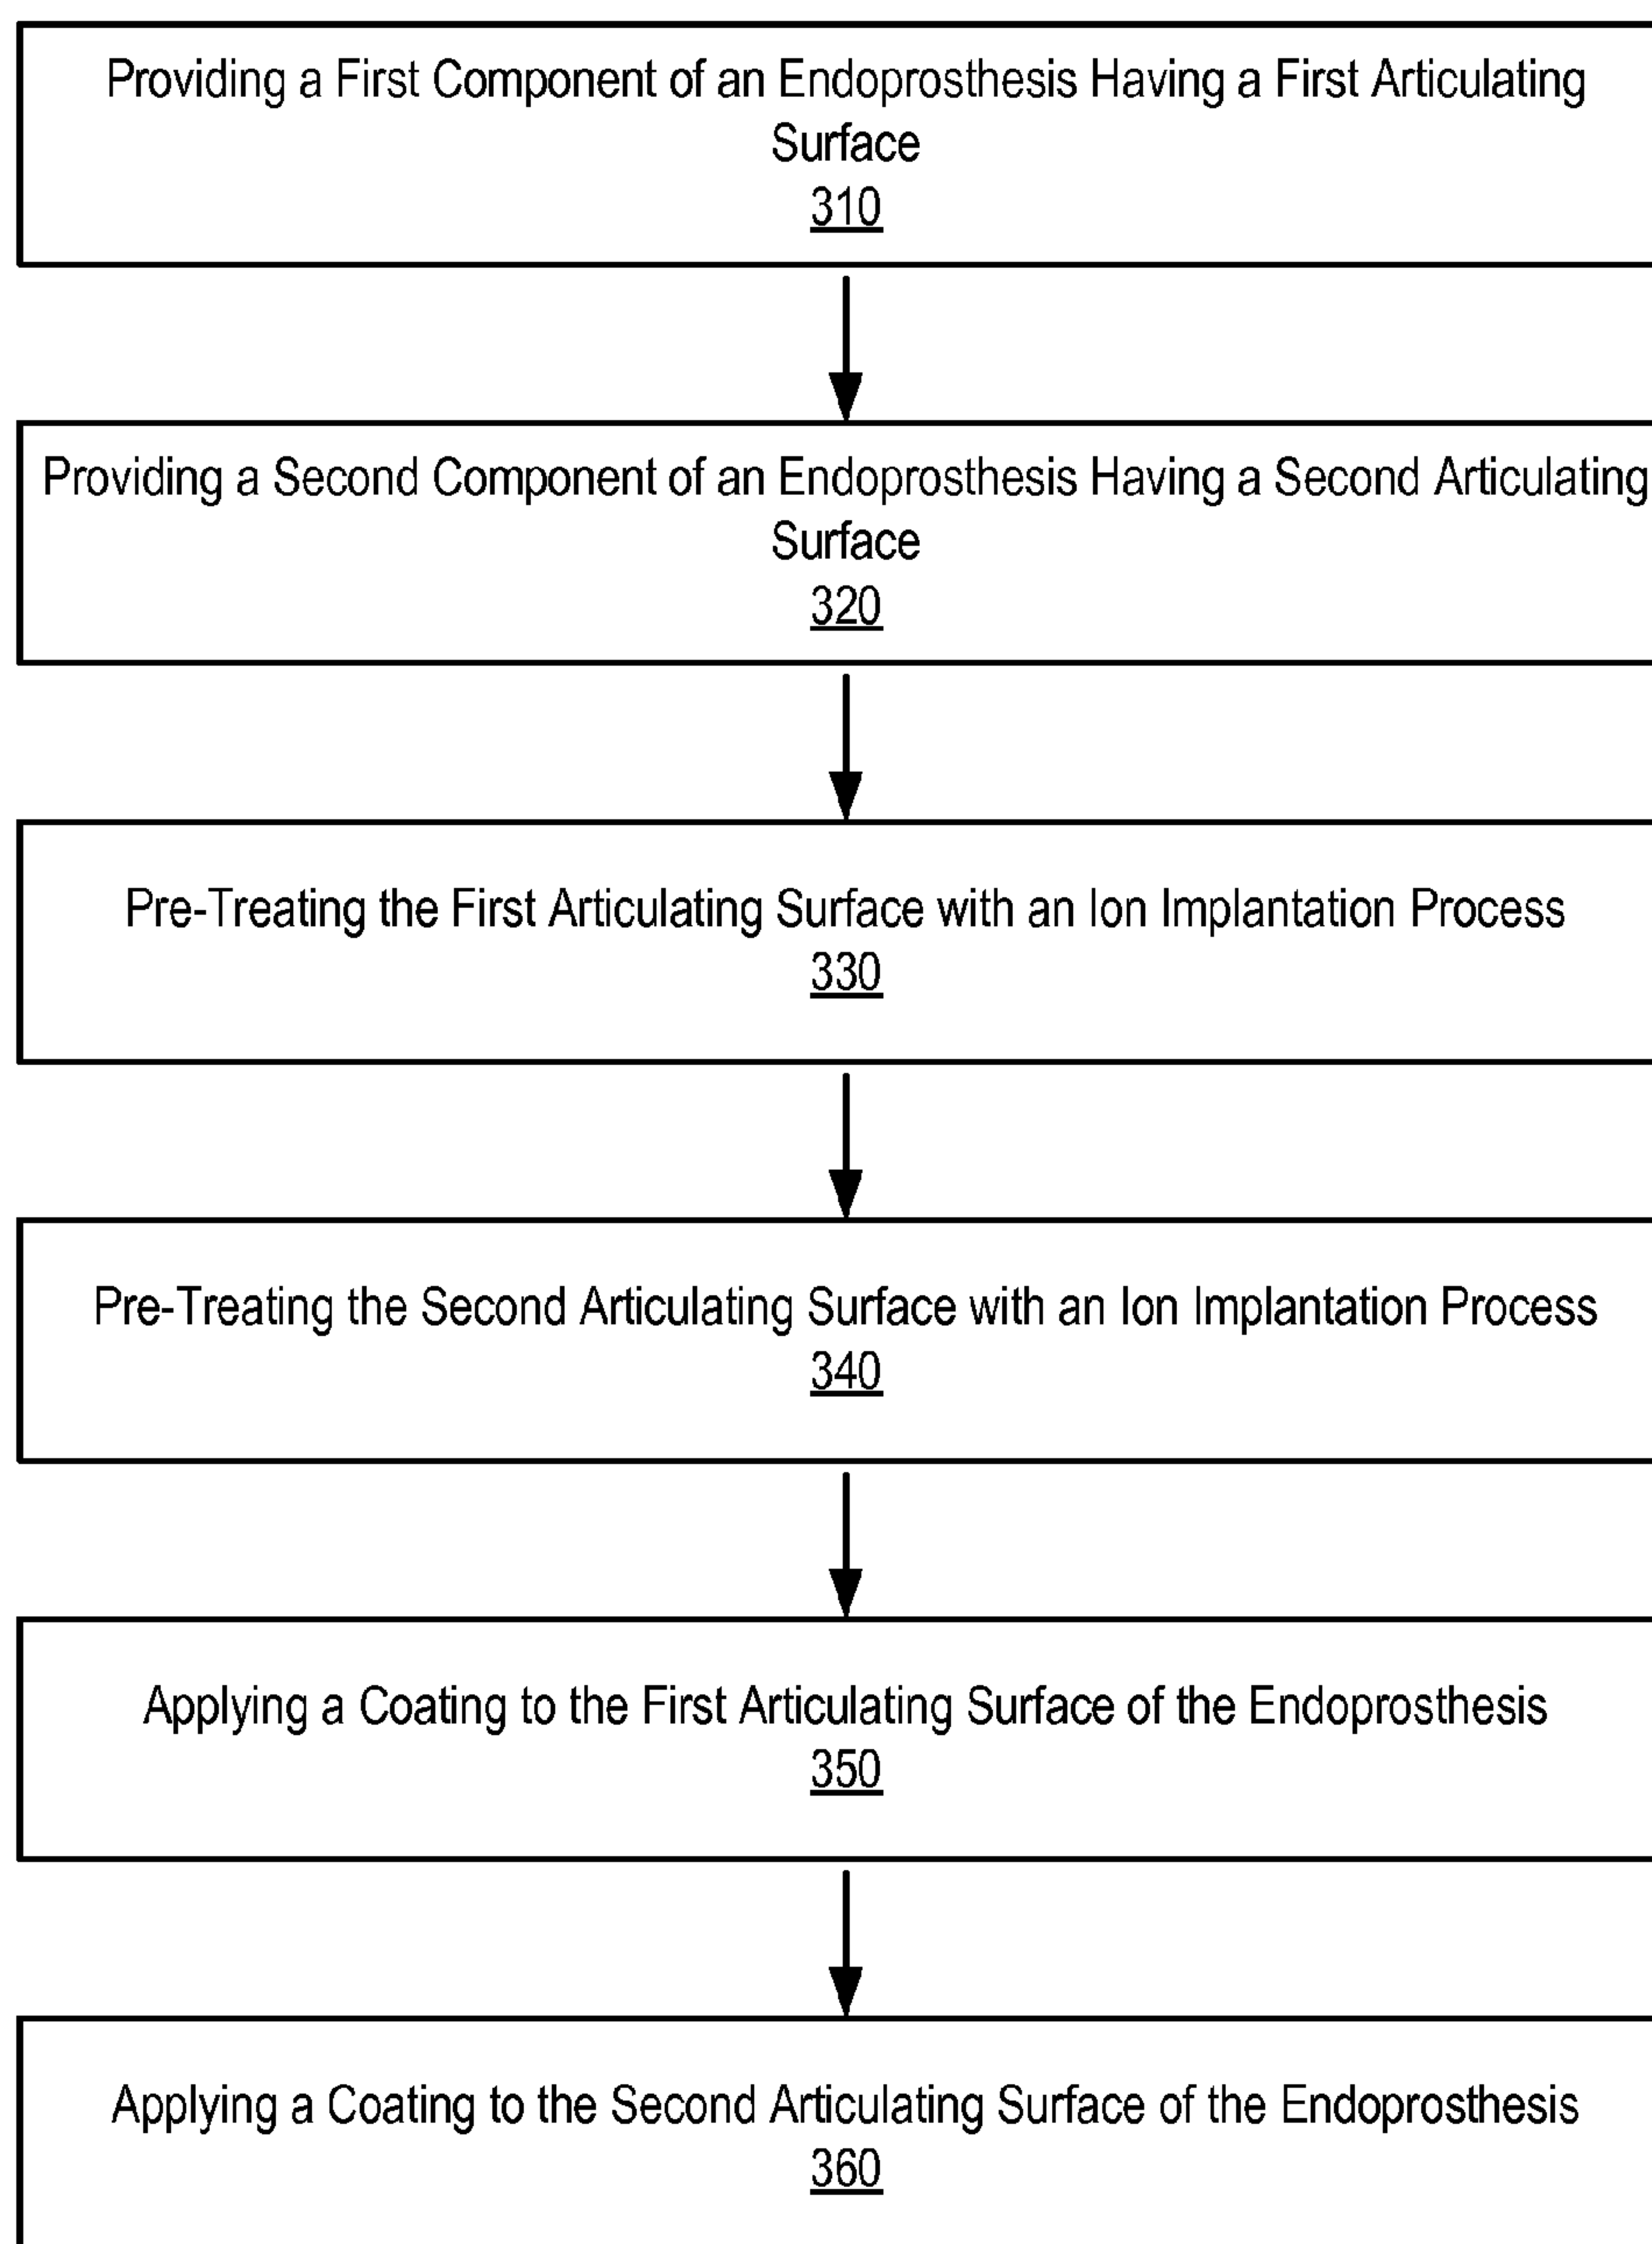 Providing a First Component of an Endoprosthesis Having a First Articulating
Surface
310
Providing a Second Component of an Endoprosthesis Having a Second Articulating
Surface
320
Pre-Treating the First Articulating Surface with an Ion Implantation Process
330
Pre-Treating the Second Articulating Surface with an Ion Implantation Process
340
Applying a Coating to the First Articulating Surface of the Endoprosthesis
350
Applying a Coating to the Second Articulating Surface of the Endoprosthesis
360